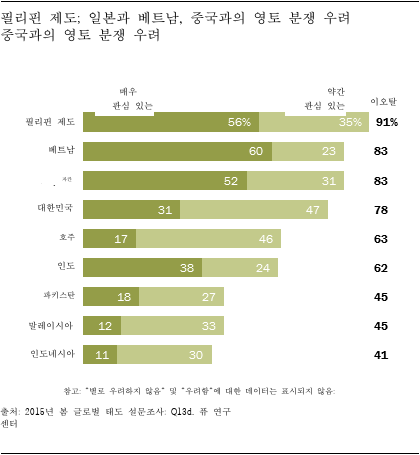 필리핀 제도; 일본과 베트남, 중국과의 영토 분쟁 우려
중국과의 영토 분쟁 우려
매우 약간
관심 있는 관심 있는 이오탈
필리핀 제도 56% 35% 91%
베트남 60 23 83
52 31 83
대한민국 31 47 78
호주 17 46 63
인도 38 24 62
파키스탄 18 27 45
말레이시아 12 33 45
인도네시아 11 30 41
참고: "별로 우려하지 않음" 및 "우려함"에 대한 데이터는 표시되지 않음:
출처: 2015년 봄 글로벌 태도 설문조사: Q13d. 퓨 연구
센터